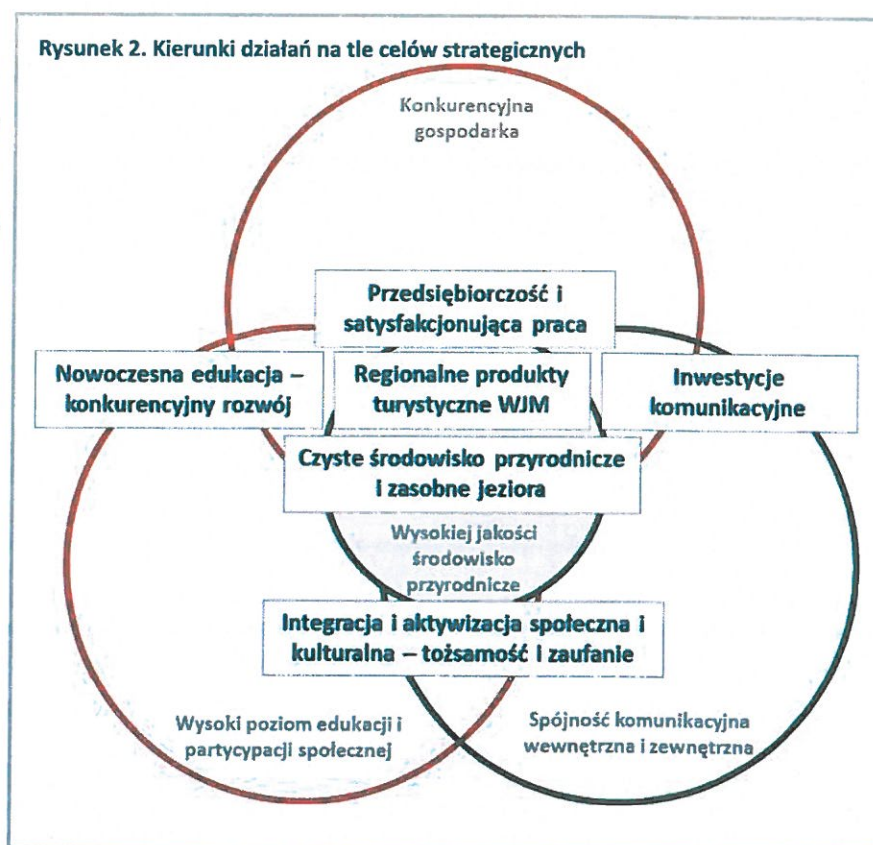 Rysunek 2. Kierunki działań na tle celów strategicznych
Konkurencyjna
gospodarka
Przedsiębiorczość i
satysfakcjonująca praca
Nowoczesna edukacja –
konkurencyjny rozwój
Regionalne produkty
turystyczne WJM
Inwestycje
komunikacyjne
Czyste środowisko przyrodnicze
i zasobne jeziora
Wysokiej jakości
środowisko
przyrodnicze
Integracja i aktywizacja społeczna i
kulturalna – tożsamość i zaufanie
Wysoki poziom edukacji i
partycypacji społecznej
Spójność komunikacyjna
wewnętrzna i zewnętrzna